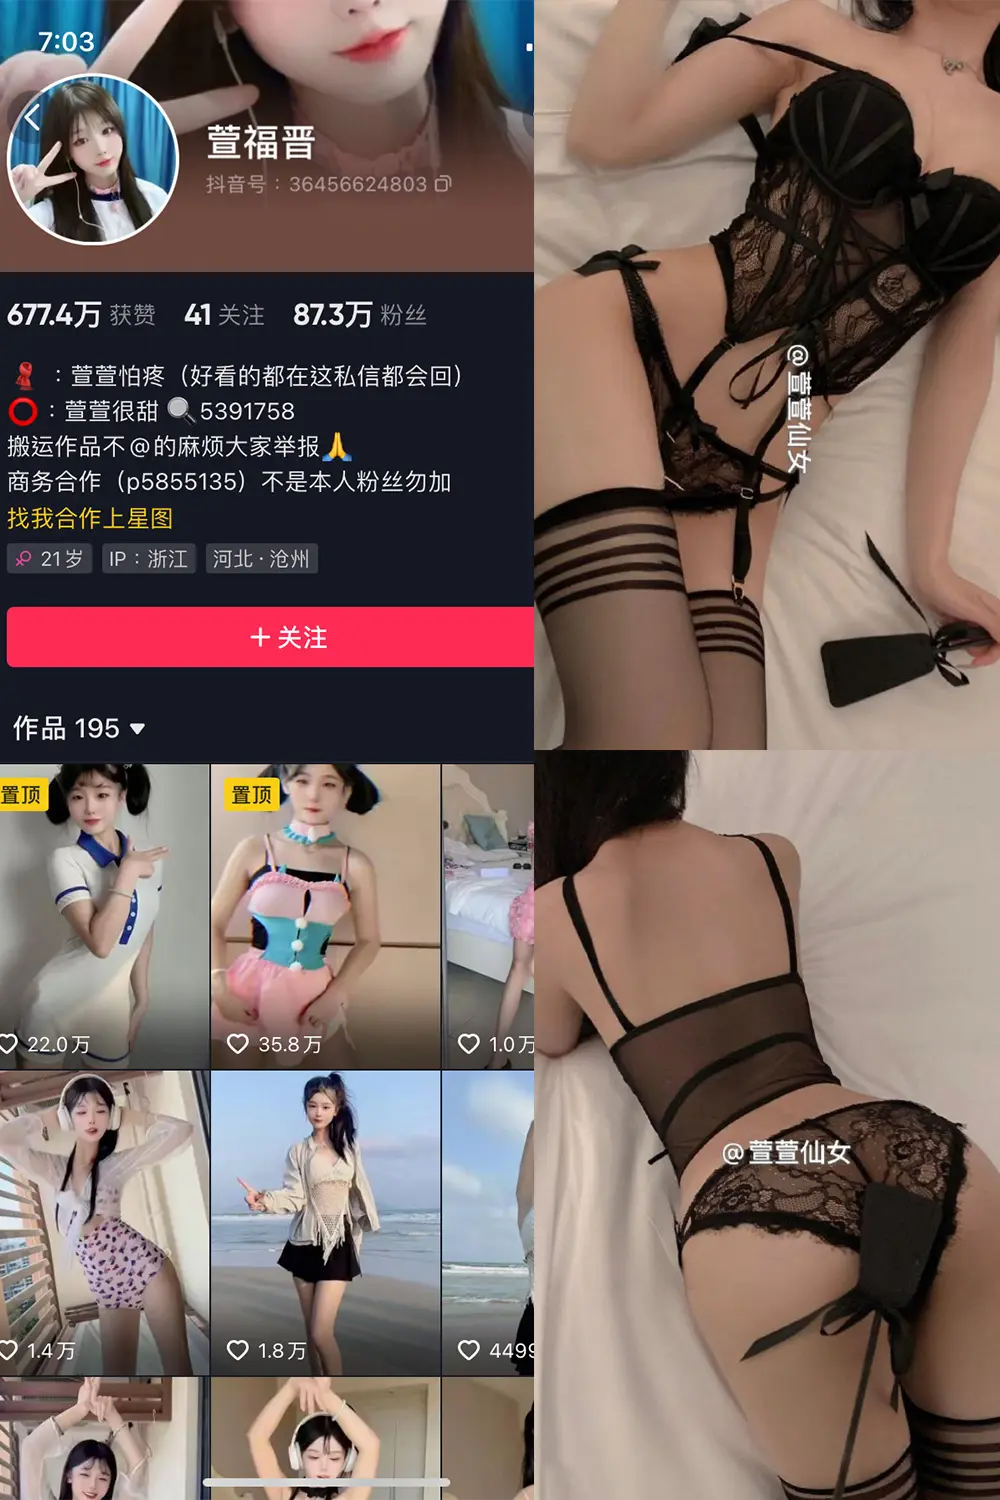 7:03
萱福晋
抖音号：36456624803
677.4万 获赞 41 关注 87.3万 粉丝
：萱萱怕疼（好看的都在这私信都会回）
：萱萱很甜 5391758
搬运作品不@的麻烦大家举报
商务合作（p5855135）不是本人粉丝勿加
找我合作上星图
21岁 IP：浙江 河北·沧州
+关注
作品 195
置顶
置顶
22.0万
35.8万
1.0万
1.4万
1.8万
4499
@萱萱仙女
@萱萱仙女